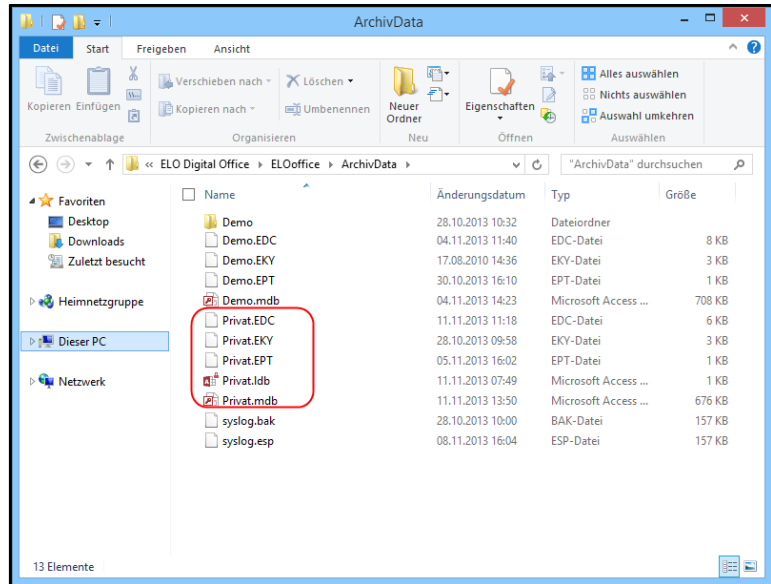 ArchivData
Datei Start Freigeben Ansicht
Kopieren Einfügen
Verschieben nach
Kopieren nach
Löschen
Umbenennen
Neuer Ordner
Eigenschaften
Alles auswählen
Nichts auswählen
Auswahl umkehren
Zwischenablage Organisieren Neu Öffnen Auswählen
« ELO Digital Office ELOoffice ArchivData "ArchivData" durchsuchen
Favoriten
Desktop
Downloads
Zuletzt besucht
Heimnetzgruppe
Dieser PC
Netzwerk
Name Änderungsdatum Typ Größe
Demo 28.10.2013 10:32 Dateiordner
Demo.EDC 04.11.2013 11:40 EDC-Datei 8 KB
Demo.EKY 17.08.2010 14:36 EKY-Datei 3 KB
Demo.EPT 30.10.2013 16:10 EPT-Datei 1 KB
Demo.mdb 04.11.2013 14:23 Microsoft Access ... 708 KB
Privat.EDC 11.11.2013 11:18 EDC-Datei 6 KB
Privat.EKY 28.10.2013 09:58 EKY-Datei 3 KB
Privat.EPT 05.11.2013 16:02 EPT-Datei 1 KB
Privat.ldb 11.11.2013 07:49 Microsoft Access ... 1 KB
Privat.mdb 11.11.2013 13:50 Microsoft Access ... 676 KB
syslog.bak 28.10.2013 10:00 BAK-Datei 157 KB
syslog.esp 08.11.2013 16:04 ESP-Datei 157 KB
13 Elemente